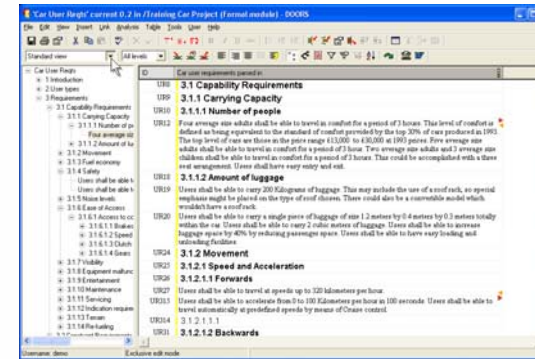 'Car User Reqts' current 0.2 in /Training Car Project (Formal module) - DOORS
File Edit View Insert Link Analysis Table Tools User Help
Standard view All levels
Car User Reqts
1 Introduction
2 User types
3 Requirements
3.1 Capability Requirements
3.1.1 Carrying Capacity
3.1.1.1 Number of pe
Four average siz
3.1.1.2 Amount of lu
3.1.2 Movement
3.1.3 Fuel economy
3.1.4 Safety
Users shall be able t
Users shall be able t
3.1.5 Noise levels
3.1.6 Ease of Access
3.1.6.1 Access to cc
3.1.6.1.1 Brakes
3.1.6.1.2 Speed
3.1.6.1.3 Clutch
3.1.6.1.4 Gears
3.1.7 Visibility
3.1.8 Equipment malfunc
3.1.9 Entertainment
3.1.10 Maintenance
3.1.11 Servicing
3.1.12 Indication require
3.1.13 Terrain
3.1.14 Re-fueling
ID Car user requirements parsed in
UR8 3.1 Capability Requirements
UR9 3.1.1 Carrying Capacity
UR10 3.1.1.1 Number of people
UR12 Four average size adults shall be able to travel in comfort for a period of 3 hours. This level of comfort is
defined as being equivalent to the standard of comfort provided by the top 30% of cars produced in 1993.
The top level of cars are those in the price range £13,000 to £30,000 at 1993 prices. Five average size
adults shall be able to travel in comfort for a period of 3 hours. Two average size adults and 3 average size
children shall be able to travel in comfort for a period of 3 hours. This could be accomplished with a three
seat arrangement. Users shall have easy entry and exit.
UR18 3.1.1.2 Amount of luggage
UR19 Users shall be able to carry 200 Kilograms of luggage. This may include the use of a roof rack, so special
emphasis might be placed on the type of roof chosen. There could also be a convertible model which
wouldn't have a roof rack.
UR20 Users shall be able to carry a single piece of luggage of size 1.2 meters by 0.4 meters by 0.3 meters totally
within the car. Users shall be able to carry 2 cubic meters of luggage. Users shall be able to increase
luggage space by 40% by reducing passenger space. Users shall be able to have easy loading and
unloading facilities
UR24 3.1.2 Movement
UR25 3.1.2.1 Speed and Acceleration
UR26 3.1.2.1.1 Forwards
UR27 Users shall be able to travel at speeds up to 320 kilometers per hour.
UR315 Users shall be able to accelerate from 0 to 100 Kilometers per hour in 100 seconds. Users shall be able to
travel automatically at predefined speeds by means of Cruise control.
UR314 3.1.2.1.1.1
UR31 3.1.2.1.2 Backwards
Username: demo Exclusive edit mode